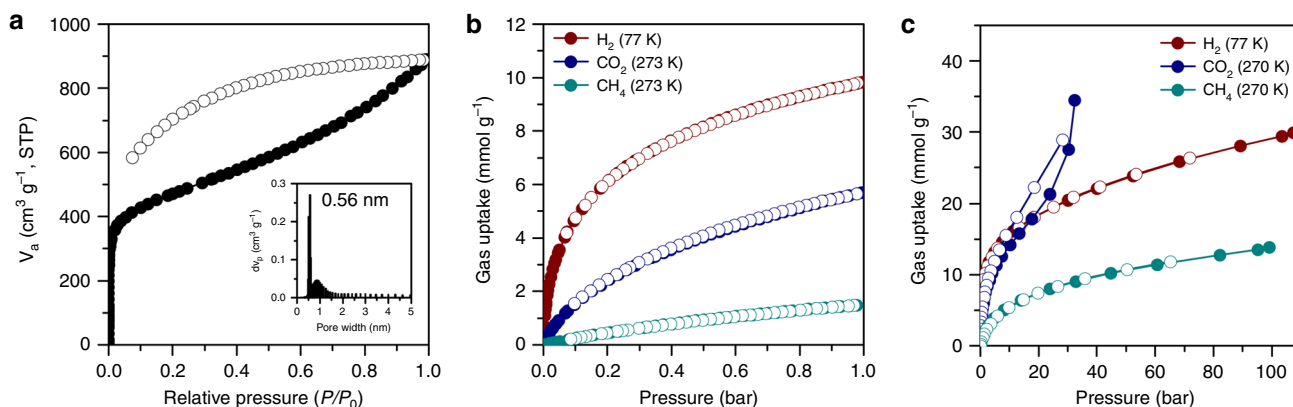 a
1000
800
600
400
200
0
Vₐ (cm³ g⁻¹, STP)
0.0 0.2 0.4 0.6 0.8 1.0
Relative pressure (P/P₀)
0.3
0.2
0.1
0.0
dvₚ (cm³ g⁻¹)
0.56 nm
0 1 2 3 4 5
Pore width (nm)
b
12
10
8
6
4
2
0
Gas uptake (mmol g⁻¹)
H₂ (77 K)
CO₂ (273 K)
CH₄ (273 K)
0.0 0.2 0.4 0.6 0.8 1.0
Pressure (bar)
c
40
30
20
10
0
Gas uptake (mmol g⁻¹)
H₂ (77 K)
CO₂ (270 K)
CH₄ (270 K)
0 20 40 60 80 100
Pressure (bar)